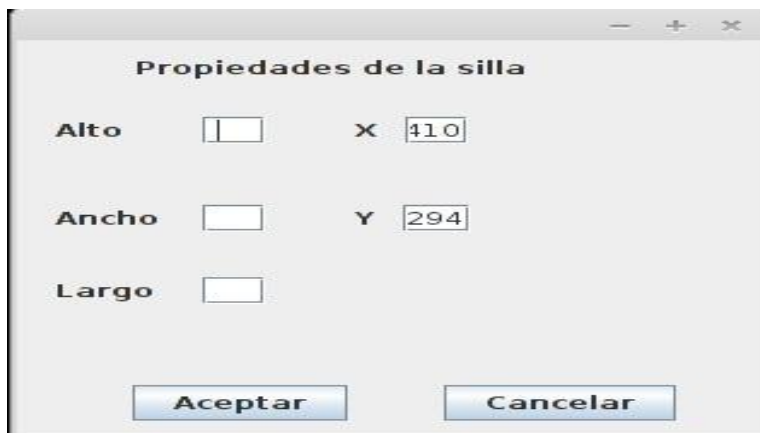 Propiedades de la silla
Alto X 410
Ancho Y 294
Largo
Aceptar Cancelar